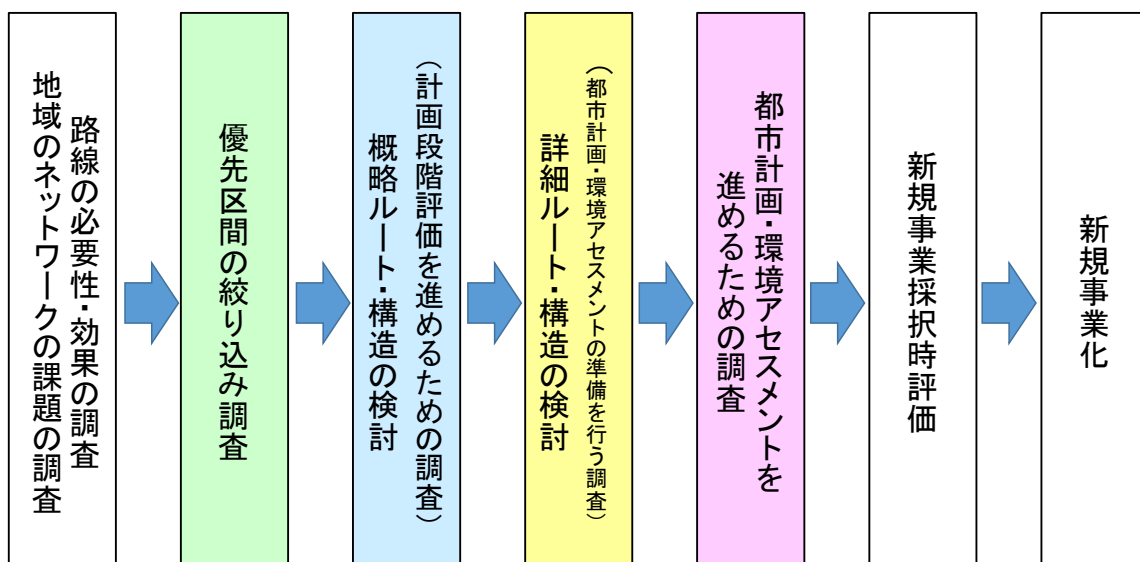 路線の必要性・効果の調査
地域のネットワークの課題の調査
優先区間の絞り込み調査
（計画段階評価を進めるための調査）
概略ルート・構造の検討
（都市計画・環境アセスメントの準備を行う調査）
詳細ルート・構造の検討
都市計画・環境アセスメントを
進めるための調査
新規事業採択時評価
新規事業化